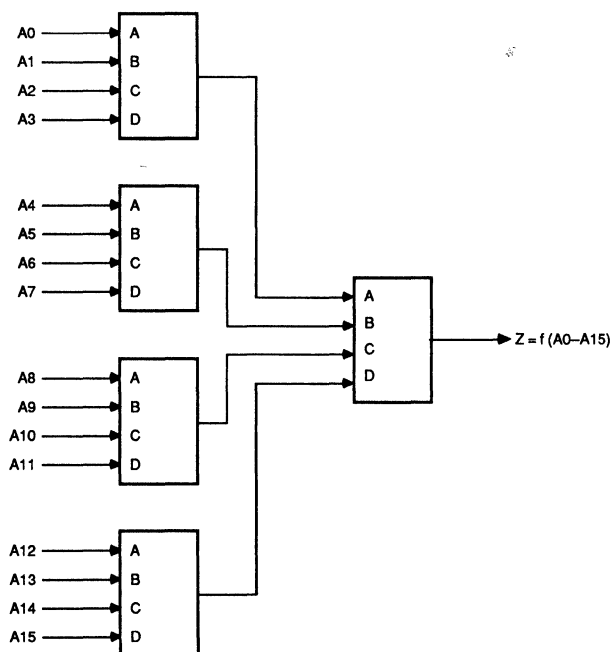 A0 A
A1 B
A2 C
A3 D
A4 A
A5 B
A6 C
A7 D
A
B
C
D
Z = f (A0–A15)
A8 A
A9 B
A10 C
A11 D
A12 A
A13 B
A14 C
A15 D